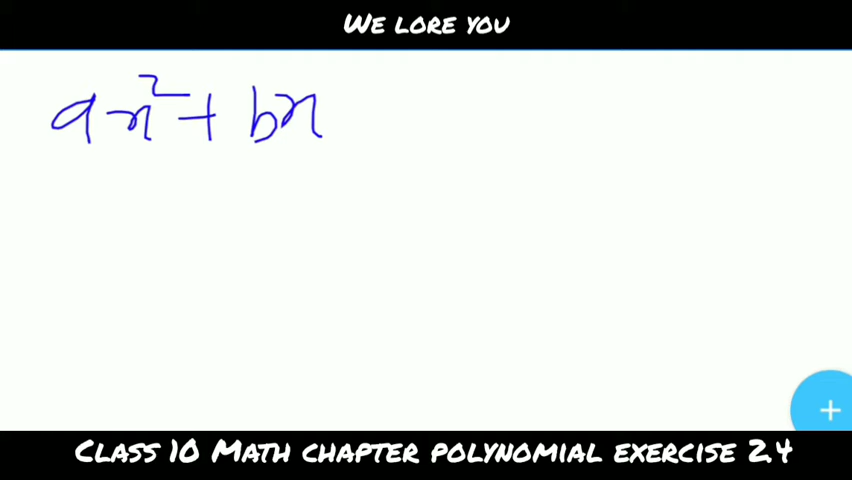 We lore you
ax² + bx
Class 10 Math chapter polynomial exercise 2.4